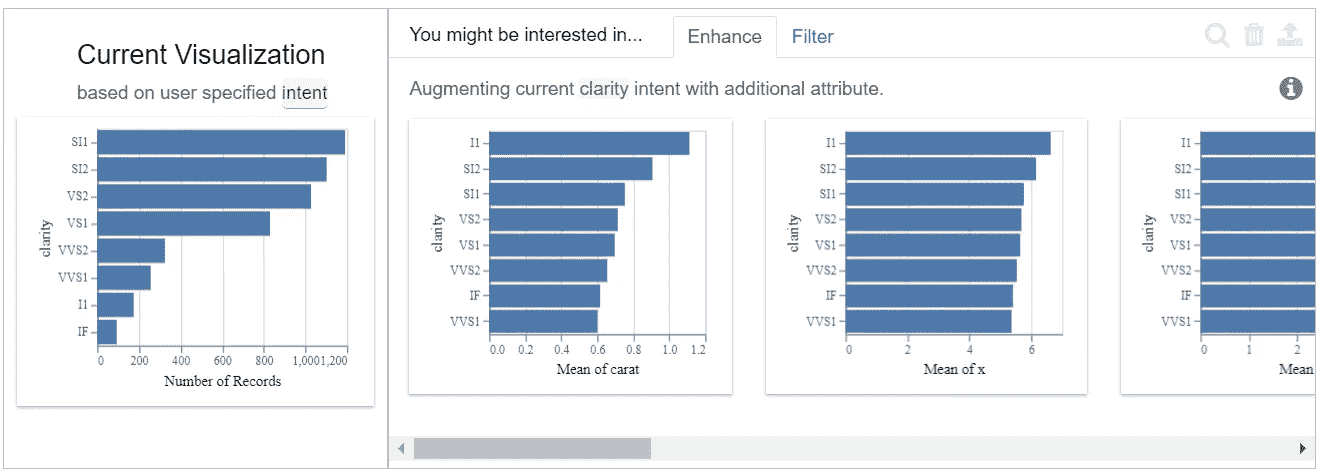 Current Visualization
based on user specified intent
SI1
SI2
VS2
VS1
VVS2
VVS1
I1
IF
clarity
0 200 400 600 800 1,000 1,200
Number of Records
You might be interested in...
Enhance
Filter
Augmenting current clarity intent with additional attribute.
I1
SI2
SI1
VS2
VS1
VVS2
IF
VVS1
clarity
0.0 0.2 0.4 0.6 0.8 1.0 1.2
Mean of carat
I1
SI2
SI1
VS2
VS1
VVS2
IF
VVS1
clarity
0 2 4 6
Mean of x
I1
SI2
SI1
VS2
VS1
VVS2
IF
VVS1
clarity
0 1 2
Mean